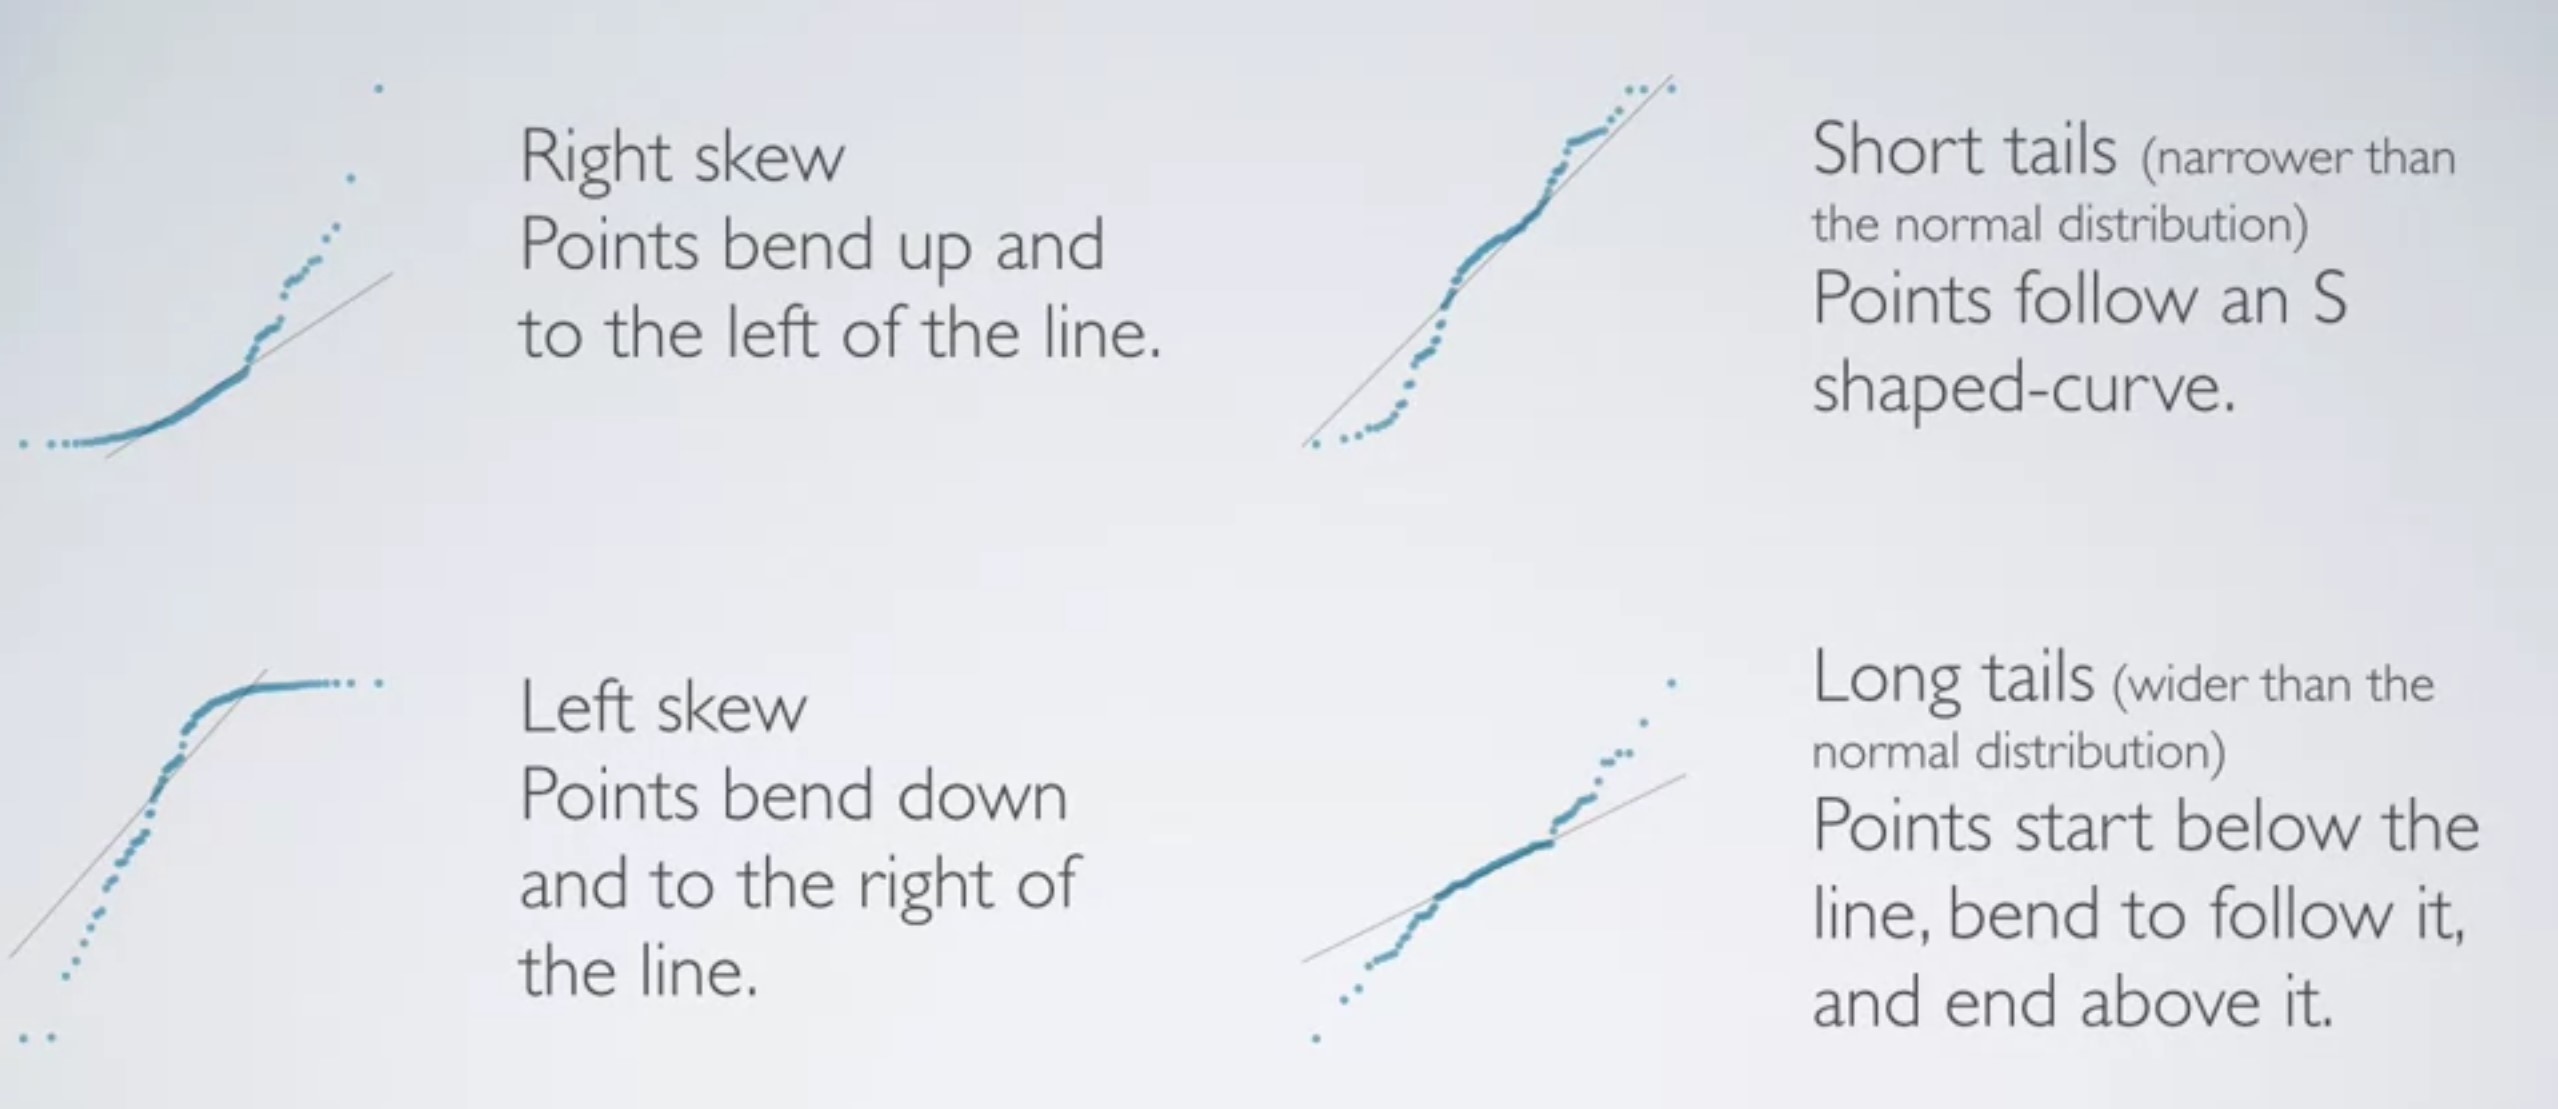 Right skew
Points bend up and
to the left of the line.
Short tails (narrower than
the normal distribution)
Points follow an S
shaped-curve.
Left skew
Points bend down
and to the right of
the line.
Long tails (wider than the
normal distribution)
Points start below the
line, bend to follow it,
and end above it.